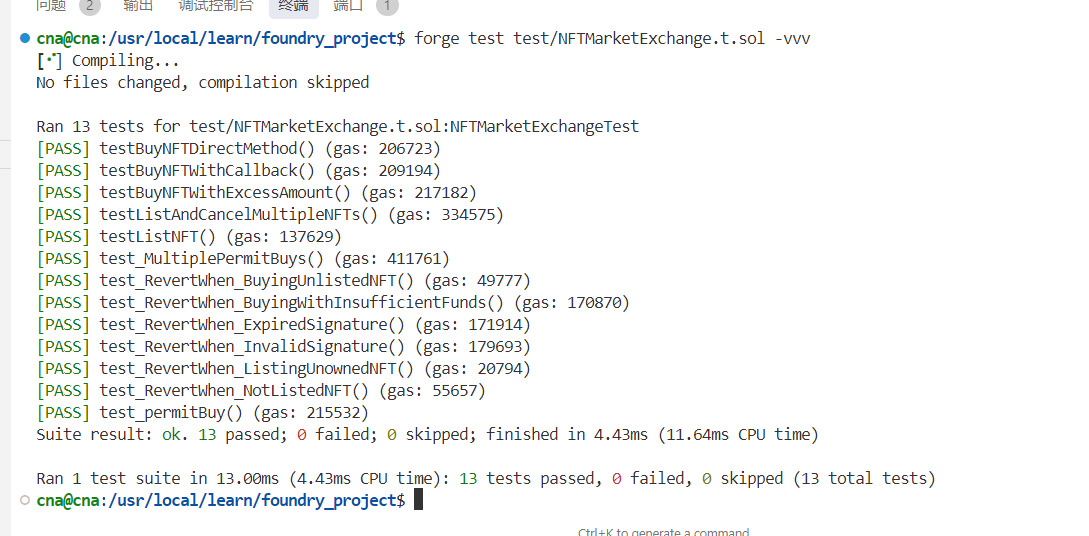 问题 2 输出 调试控制台 终端 端口 1
cna@cna:/usr/local/learn/foundry_project$ forge test test/NFTMarketExchange.t.sol -vvv
[⠊] Compiling...
No files changed, compilation skipped
Ran 13 tests for test/NFTMarketExchange.t.sol:NFTMarketExchangeTest
[PASS] testBuyNFTDirectMethod() (gas: 206723)
[PASS] testBuyNFTWithCallback() (gas: 209194)
[PASS] testBuyNFTWithExcessAmount() (gas: 217182)
[PASS] testListAndCancelMultipleNFTs() (gas: 334575)
[PASS] testListNFT() (gas: 137629)
[PASS] test_MultiplePermitBuys() (gas: 411761)
[PASS] test_RevertWhen_BuyingUnlistedNFT() (gas: 49777)
[PASS] test_RevertWhen_BuyingWithInsufficientFunds() (gas: 170870)
[PASS] test_RevertWhen_ExpiredSignature() (gas: 171914)
[PASS] test_RevertWhen_InvalidSignature() (gas: 179693)
[PASS] test_RevertWhen_ListingUnownedNFT() (gas: 20794)
[PASS] test_RevertWhen_NotListedNFT() (gas: 55657)
[PASS] test_permitBuy() (gas: 215532)
Suite result: ok. 13 passed; 0 failed; 0 skipped; finished in 4.43ms (11.64ms CPU time)
Ran 1 test suite in 13.00ms (4.43ms CPU time): 13 tests passed, 0 failed, 0 skipped (13 total tests)
cna@cna:/usr/local/learn/foundry_project$
Ctrl+K to generate a command